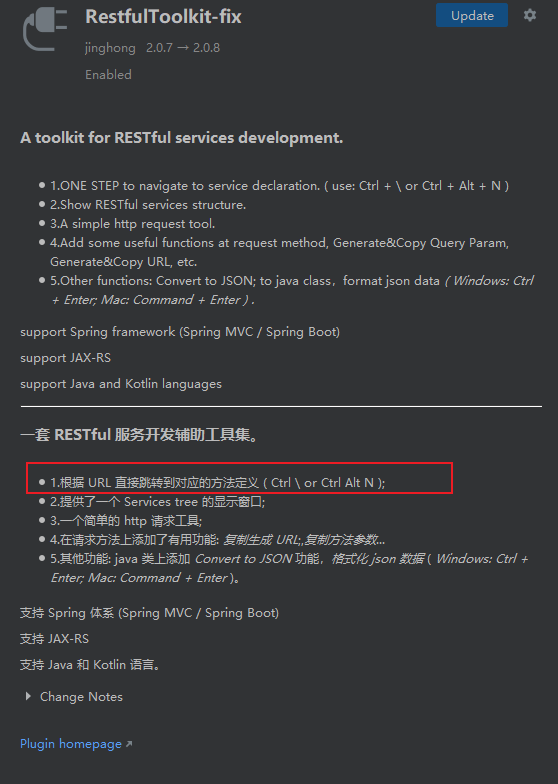 RestfulToolkit-fix
Update
jinghong 2.0.7 → 2.0.8
Enabled
A toolkit for RESTful services development.
● 1.ONE STEP to navigate to service declaration. ( use: Ctrl + \ or Ctrl + Alt + N )
● 2.Show RESTful services structure.
● 3.A simple http request tool.
● 4.Add some useful functions at request method, Generate&Copy Query Param,
Generate&Copy URL, etc.
● 5.Other functions: Convert to JSON; to java class，format json data ( Windows: Ctrl
+ Enter; Mac: Command + Enter ) .
support Spring framework (Spring MVC / Spring Boot)
support JAX-RS
support Java and Kotlin languages
一套 RESTful 服务开发辅助工具集。
● 1.根据 URL 直接跳转到对应的方法定义 ( Ctrl \ or Ctrl Alt N );
● 2.提供了一个 Services tree 的显示窗口;
● 3.一个简单的 http 请求工具;
● 4.在请求方法上添加了有用功能: 复制生成 URL;,复制方法参数...
● 5.其他功能: java 类上添加 Convert to JSON 功能，格式化 json 数据 ( Windows: Ctrl +
Enter; Mac: Command + Enter )。
支持 Spring 体系 (Spring MVC / Spring Boot)
支持 JAX-RS
支持 Java 和 Kotlin 语言。
Change Notes
Plugin homepage ↗